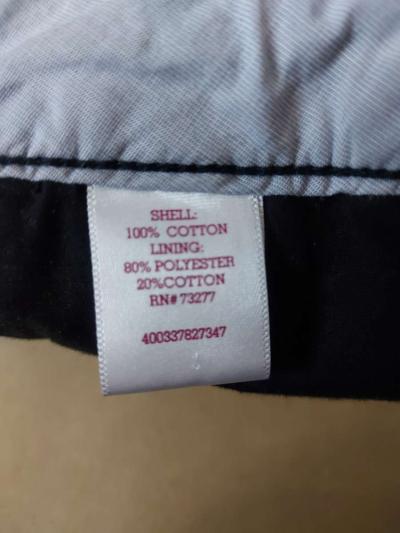 SHELL:
100% COTTON
LINING:
80% POLYESTER
20%COTTON
RN# 73277
400337827347